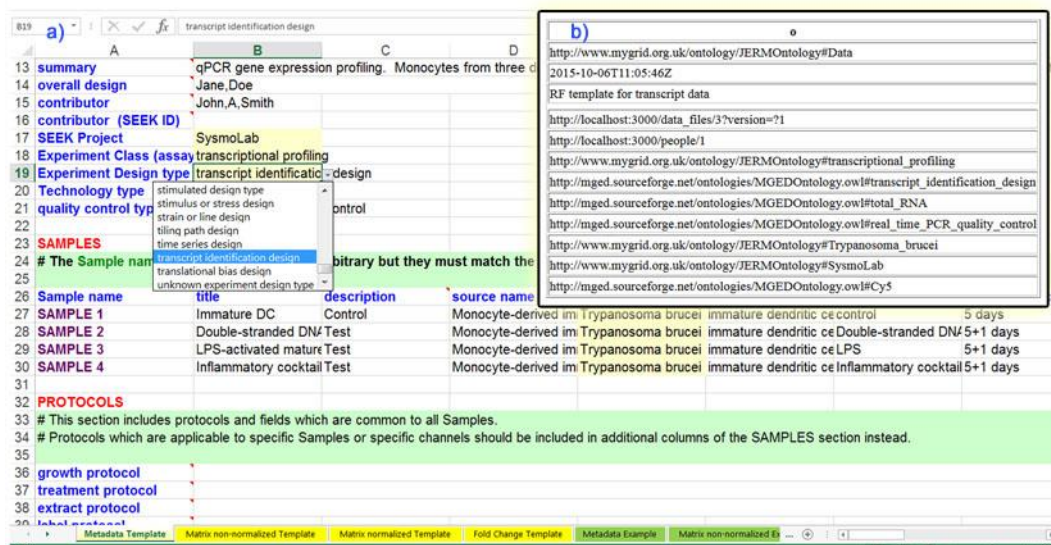 B19 a) fx transcript identification design
A B C D
13 summary qPCR gene expression profiling. Monocytes from three d
14 overall design Jane,Doe
15 contributor John,A,Smith
16 contributor (SEEK ID)
17 SEEK Project SysmoLab
18 Experiment Class (assay transcriptional profiling
19 Experiment Design type transcript identificatic design
20 Technology type
21 quality control typ ontrol
stimulated design type
stimulus or stress design
strain or line design
tiling path design
time series design
transcript identification design
translational bias design
unknown experiment design type
22
23 SAMPLES
24 # The Sample nam bitrary but they must match the
25
26 Sample name title description source name
27 SAMPLE 1 Immature DC Control Monocyte-derived im Trypanosoma brucei immature dendritic ce control 5 days
28 SAMPLE 2 Double-stranded DNA Test Monocyte-derived im Trypanosoma brucei immature dendritic ce Double-stranded DNA 5+1 days
29 SAMPLE 3 LPS-activated mature Test Monocyte-derived im Trypanosoma brucei immature dendritic ce LPS 5+1 days
30 SAMPLE 4 Inflammatory cocktail Test Monocyte-derived im Trypanosoma brucei immature dendritic ce Inflammatory cocktail 5+1 days
31
32 PROTOCOLS
33 # This section includes protocols and fields which are common to all Samples.
34 # Protocols which are applicable to specific Samples or specific channels should be included in additional columns of the SAMPLES section instead.
35
36 growth protocol
37 treatment protocol
38 extract protocol
Metadata Template Matrix non-normalized Template Matrix normalized Template Fold Change Template Metadata Example Matrix non-normalized Ex ...
b) o
http://www.mygrid.org.uk/ontology/JERMOntology#Data
2015-10-06T11:05:46Z
RF template for transcript data
http://localhost:3000/data_files/3?version=?1
http://localhost:3000/people/1
http://www.mygrid.org.uk/ontology/JERMOntology#transcriptional_profiling
http://mged.sourceforge.net/ontologies/MGEDOntology.owl#transcript_identification_design
http://mged.sourceforge.net/ontologies/MGEDOntology.owl#total_RNA
http://mged.sourceforge.net/ontologies/MGEDOntology.owl#real_time_PCR_quality_control
http://www.mygrid.org.uk/ontology/JERMOntology#Trypanosoma_brucei
http://www.mygrid.org.uk/ontology/JERMOntology#SysmoLab
http://mged.sourceforge.net/ontologies/MGEDOntology.owl#Cy5